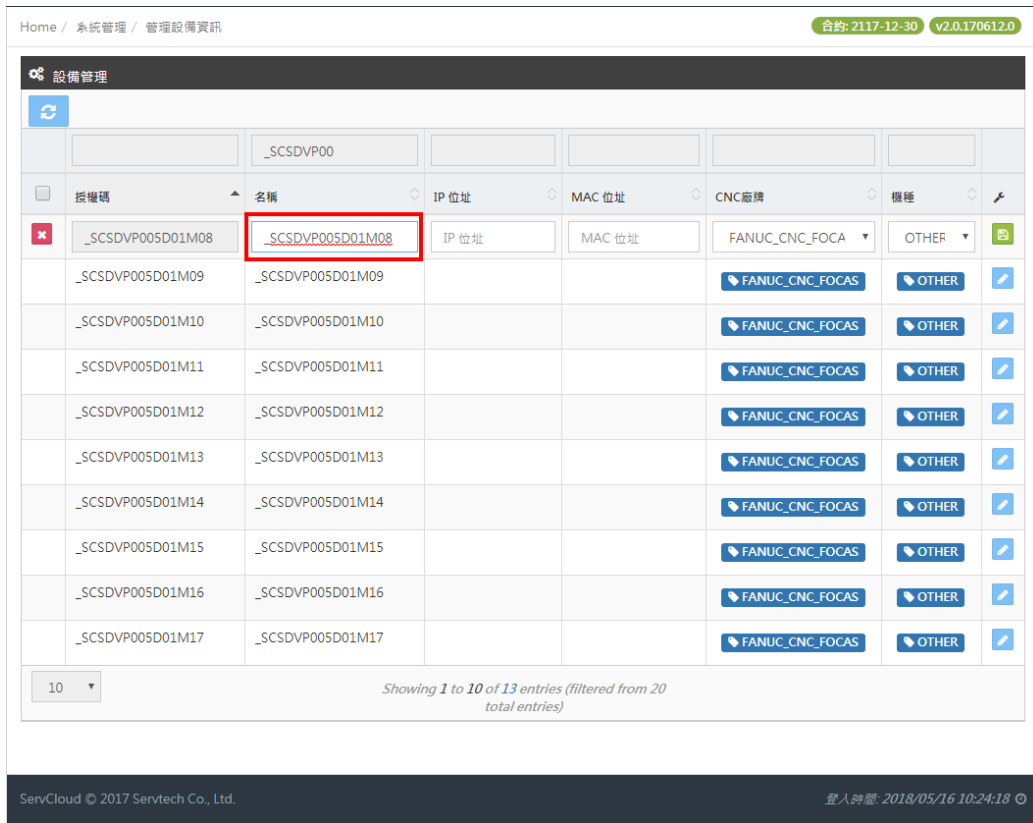 Home / 系統管理 / 管理設備資訊 合約: 2117-12-30 v2.0.170612.0
設備管理
_SCSDVP00
授權碼 名稱 IP 位址 MAC 位址 CNC廠牌 機種
_SCSDVP005D01M08 _SCSDVP005D01M08 IP 位址 MAC 位址 FANUC_CNC_FOCA OTHER
_SCSDVP005D01M09 _SCSDVP005D01M09 FANUC_CNC_FOCAS OTHER
_SCSDVP005D01M10 _SCSDVP005D01M10 FANUC_CNC_FOCAS OTHER
_SCSDVP005D01M11 _SCSDVP005D01M11 FANUC_CNC_FOCAS OTHER
_SCSDVP005D01M12 _SCSDVP005D01M12 FANUC_CNC_FOCAS OTHER
_SCSDVP005D01M13 _SCSDVP005D01M13 FANUC_CNC_FOCAS OTHER
_SCSDVP005D01M14 _SCSDVP005D01M14 FANUC_CNC_FOCAS OTHER
_SCSDVP005D01M15 _SCSDVP005D01M15 FANUC_CNC_FOCAS OTHER
_SCSDVP005D01M16 _SCSDVP005D01M16 FANUC_CNC_FOCAS OTHER
_SCSDVP005D01M17 _SCSDVP005D01M17 FANUC_CNC_FOCAS OTHER
10 Showing 1 to 10 of 13 entries (filtered from 20
total entries)
ServCloud © 2017 Servtech Co., Ltd. 登入時間: 2018/05/16 10:24:18